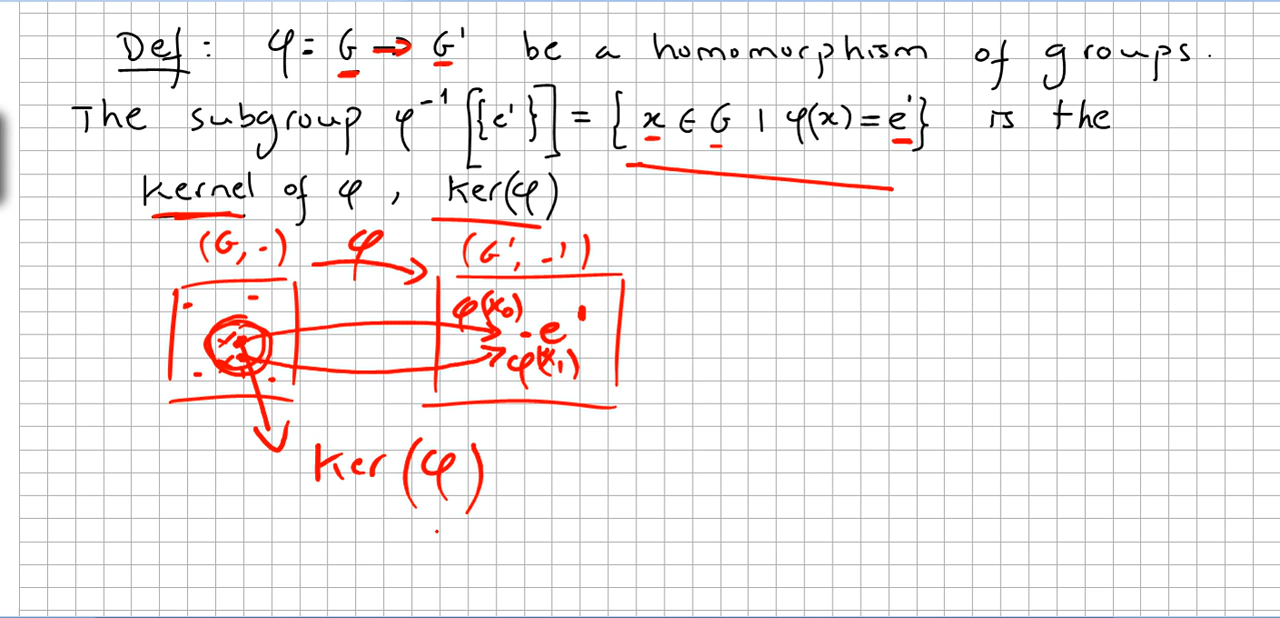 Def: φ= G → G' be a homomorphism of groups.
The subgroup φ⁻¹[{e'}] = { x ∈ G | φ(x) = e'} is the
kernel of φ, ker(φ)
(G, ·) φ (G', ·')
φ(x₀)
· e'
φ(x₁)
Ker (φ)